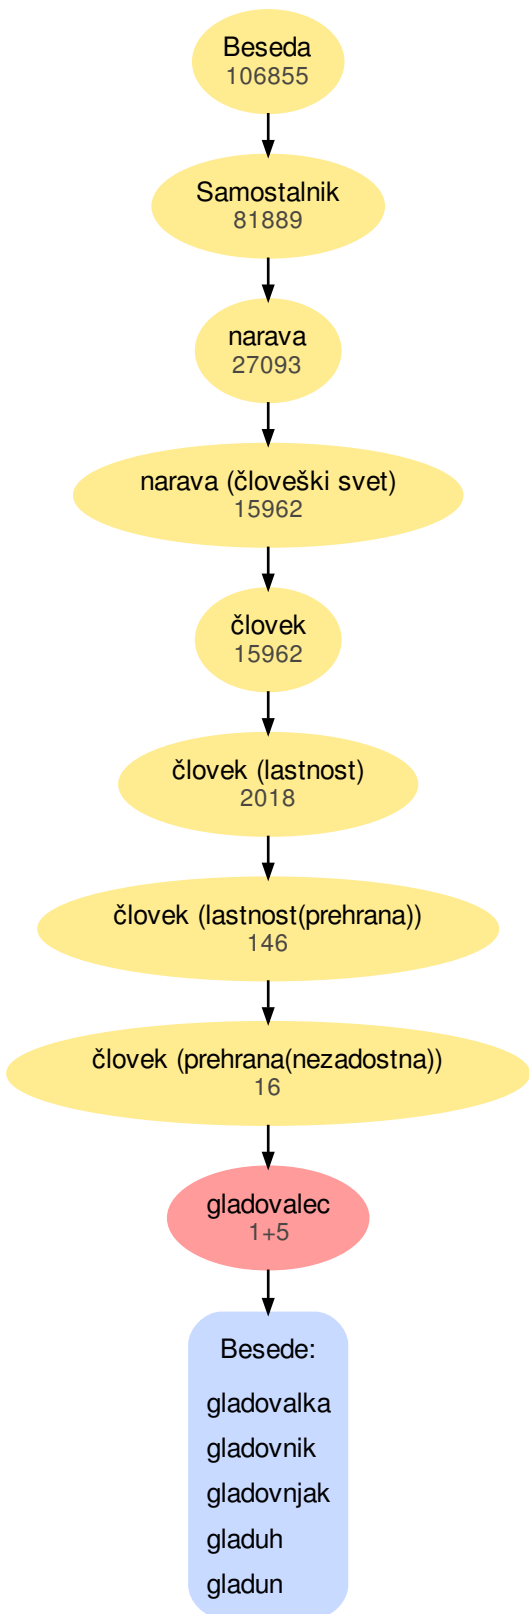 Beseda
106855
Samostalnik
81889
narava
27093
narava (človeški svet)
15962
človek
15962
človek (lastnost)
2018
človek (lastnost(prehrana))
146
človek (prehrana(nezadostna))
16
gladovalec
1+5
Besede:
gladovalka
gladovnik
gladovnjak
gladuh
gladun